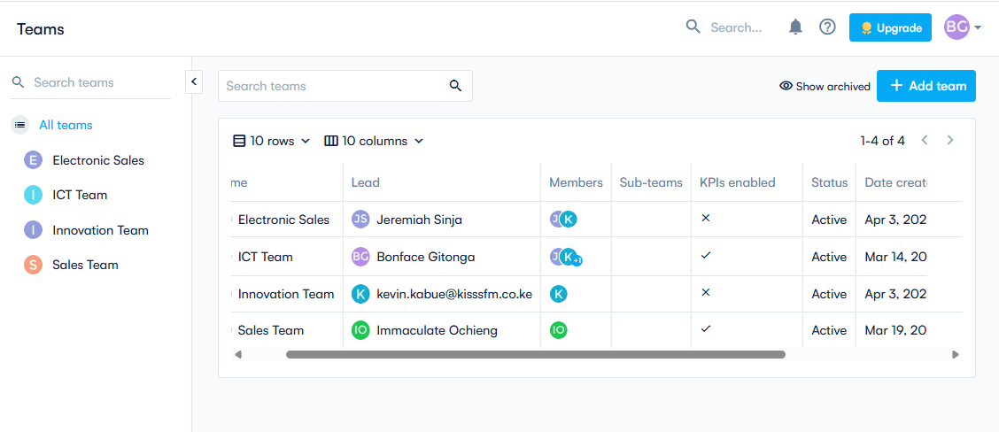 Teams
Search...
Upgrade
BG
Search teams
All teams
E Electronic Sales
I ICT Team
I Innovation Team
S Sales Team
Search teams
Show archived
+ Add team
10 rows
10 columns
1-4 of 4
me Lead Members Sub-teams KPIs enabled Status Date creat
Electronic Sales JS Jeremiah Sinja J K Active Apr 3, 202
ICT Team BG Bonface Gitonga J K +1 Active Mar 14, 20
Innovation Team K kevin.kabue@kisssfm.co.ke K Active Apr 3, 202
Sales Team IO Immaculate Ochieng IO Active Mar 19, 20